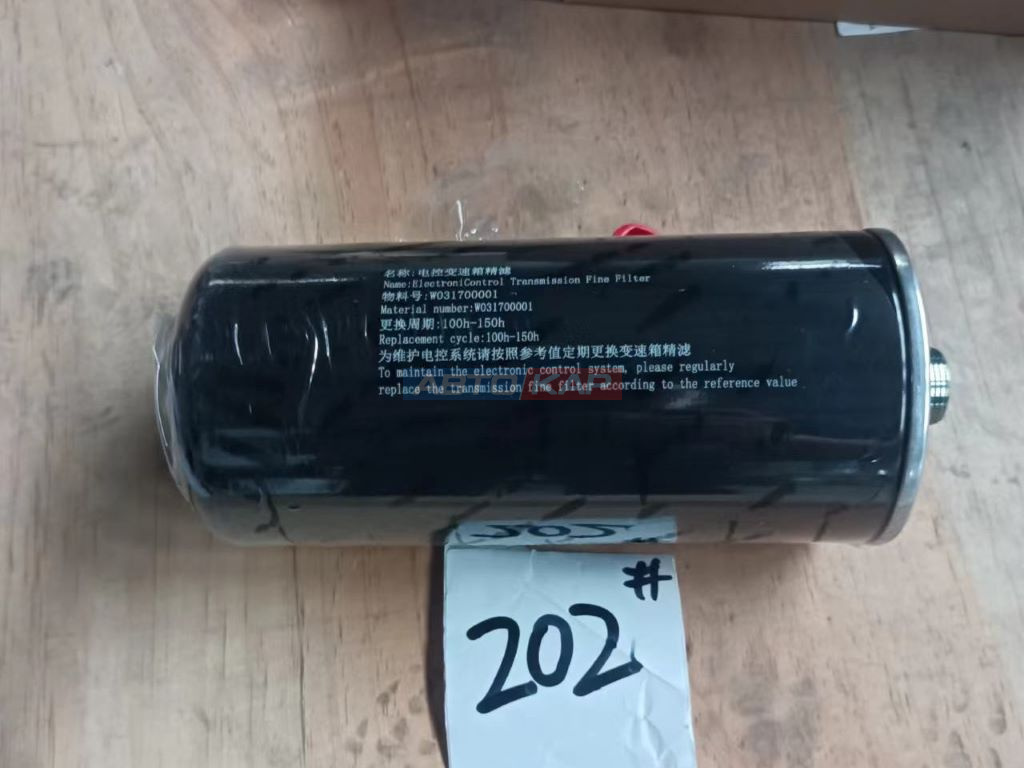 名称:电控变速箱精滤
Name:ElectroniControl Transmission Fine Filter
物料号:W031700001
Material number:W031700001
更换周期:100h-150h
Replacement cycle:100h-150h
为维护电控系统请按照参考值定期更换变速箱精滤
To maintain the electronic control system, please regularly
replace the transmission fine filter according to the reference value
АВТОКАР
202#